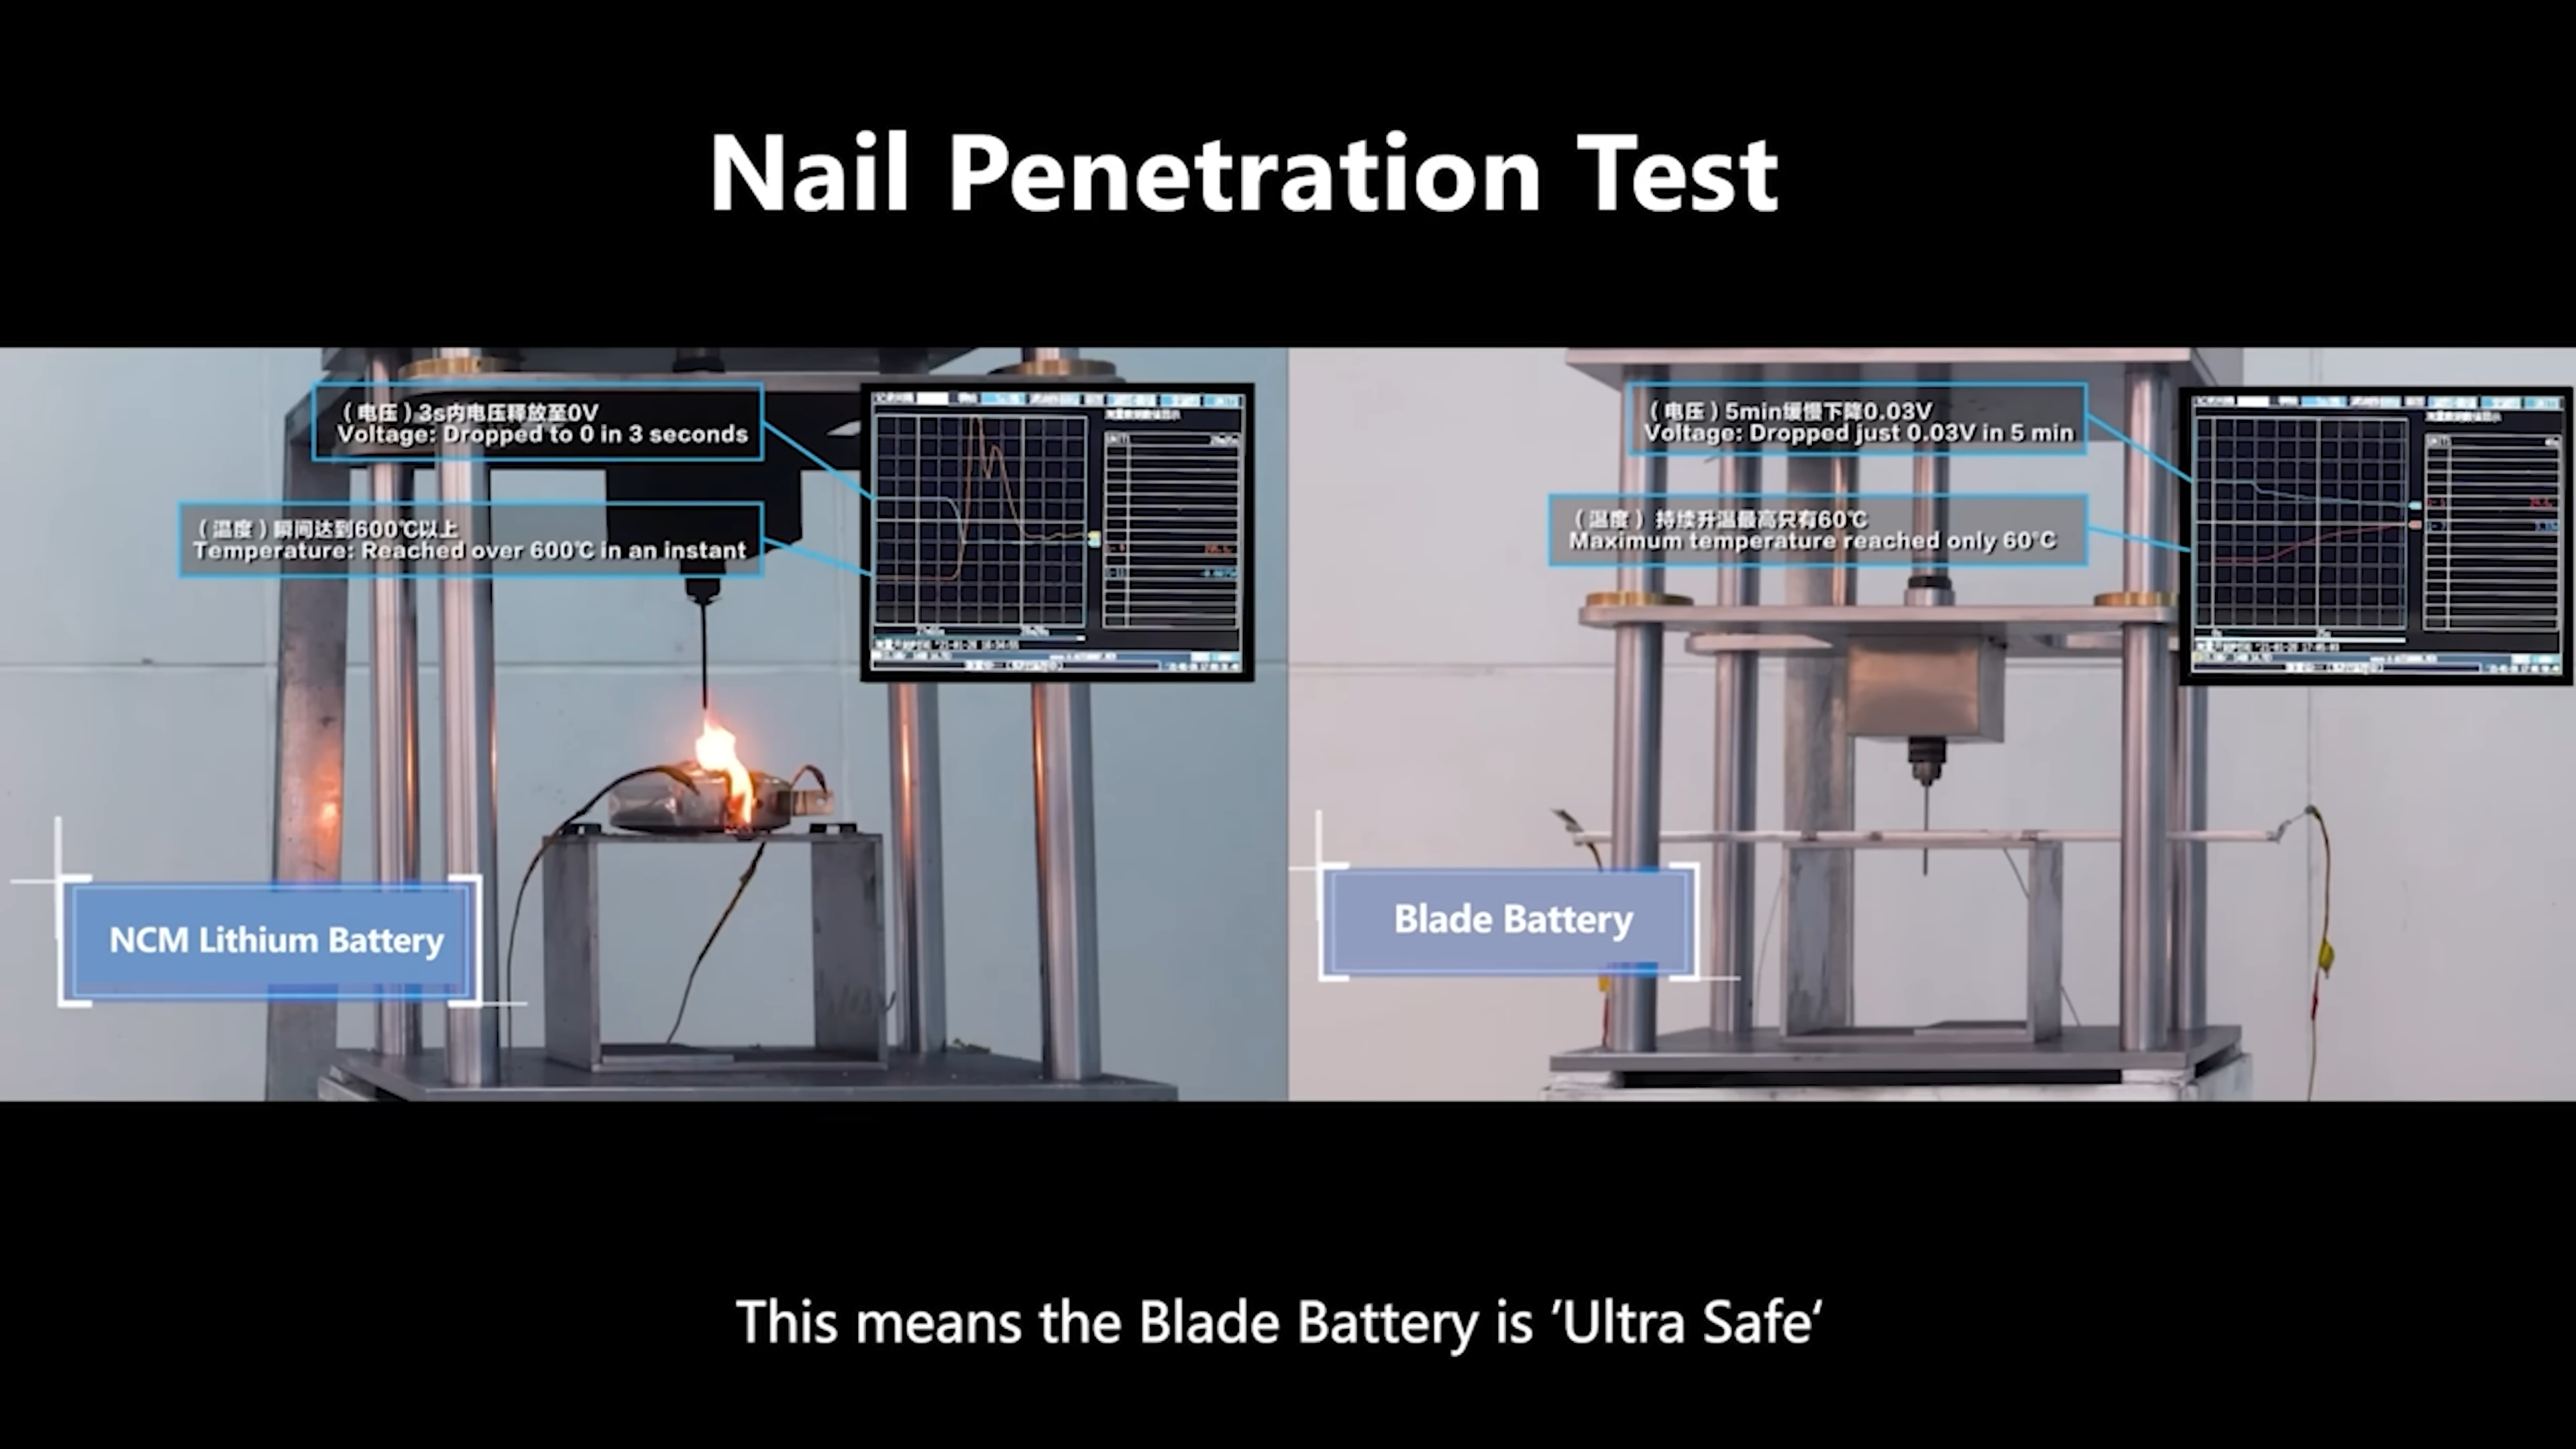 Nail Penetration Test
（电压）3s内电压释放至0V
Voltage: Dropped to 0 in 3 seconds
（温度）瞬间达到600℃以上
Temperature: Reached over 600℃ in an instant
NCM Lithium Battery
（电压）5min缓慢下降0.03V
Voltage: Dropped just 0.03V in 5 min
（温度）持续升温最高只有60℃
Maximum temperature reached only 60℃
Blade Battery
This means the Blade Battery is ’Ultra Safe‘